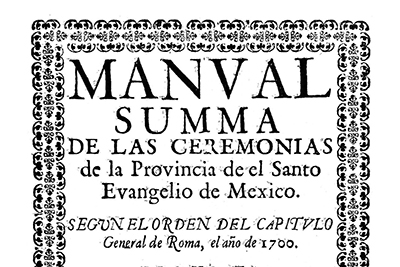 MANVAL
SUMMA
DE LAS CEREMONIAS
de la Provincia de el Santo
Evangelio de Mexico.
SEGUN EL ORDEN DEL CAPITVLO
General de Roma, el año de 1700.